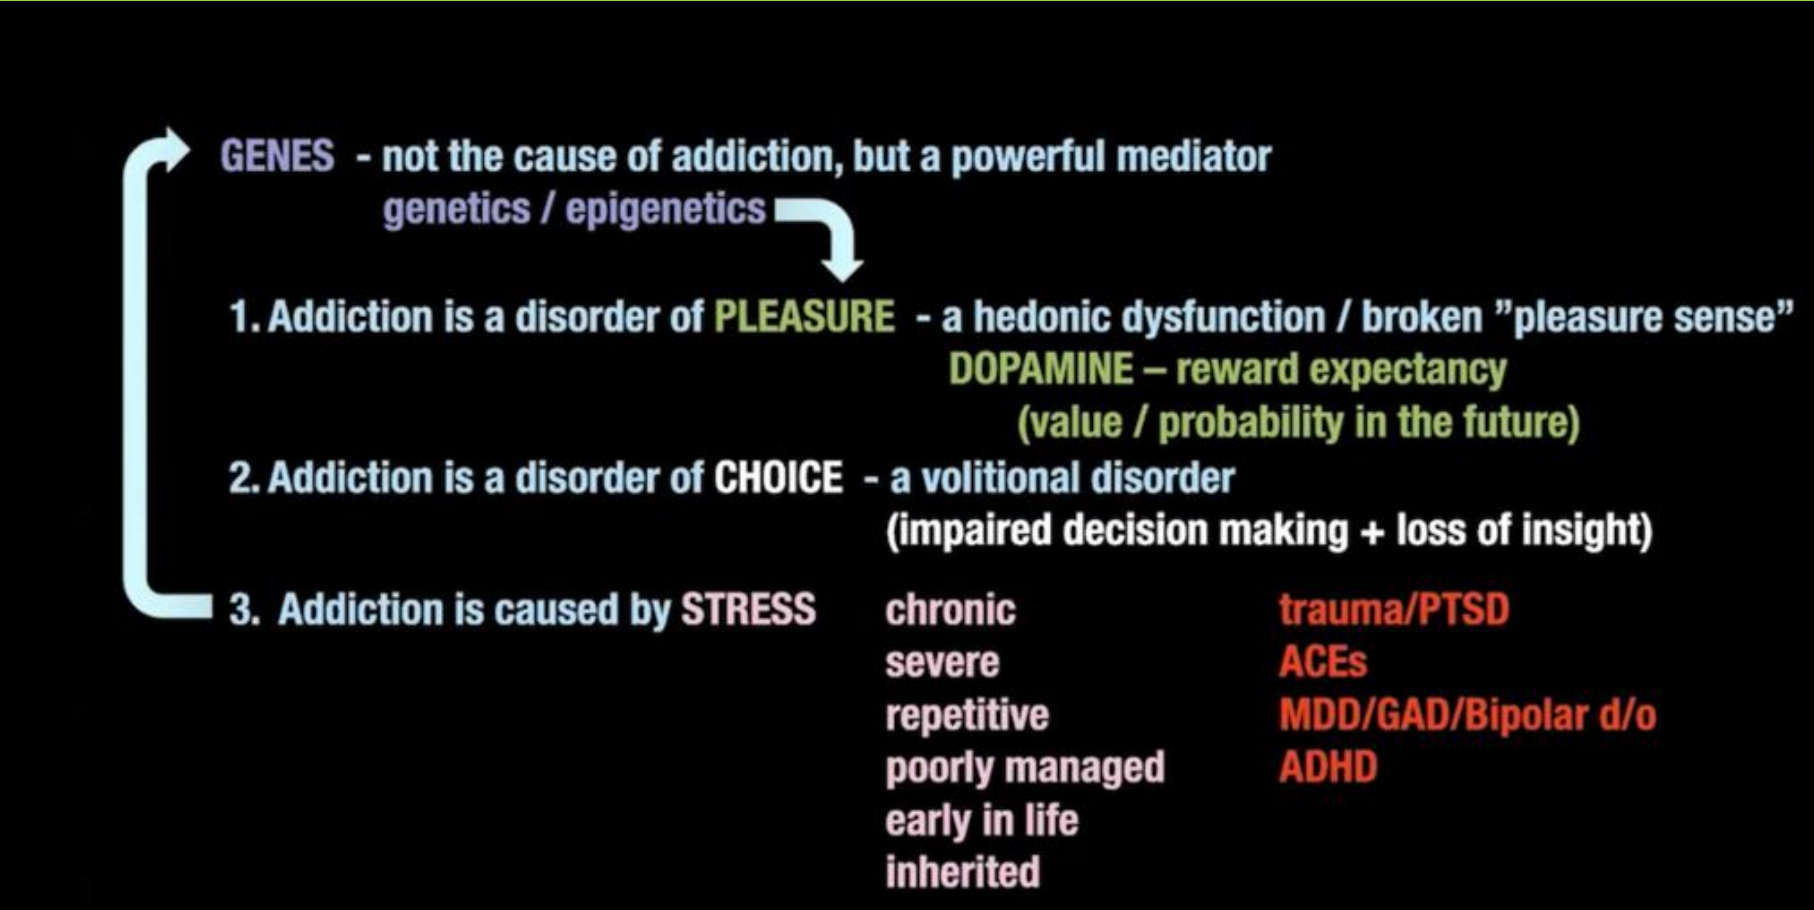 GENES - not the cause of addiction, but a powerful mediator
genetics / epigenetics
1. Addiction is a disorder of PLEASURE - a hedonic dysfunction / broken ”pleasure sense”
DOPAMINE – reward expectancy
(value / probability in the future)
2. Addiction is a disorder of CHOICE - a volitional disorder
(impaired decision making + loss of insight)
3. Addiction is caused by STRESS chronic trauma/PTSD
severe ACEs
repetitive MDD/GAD/Bipolar d/o
poorly managed ADHD
early in life
inherited